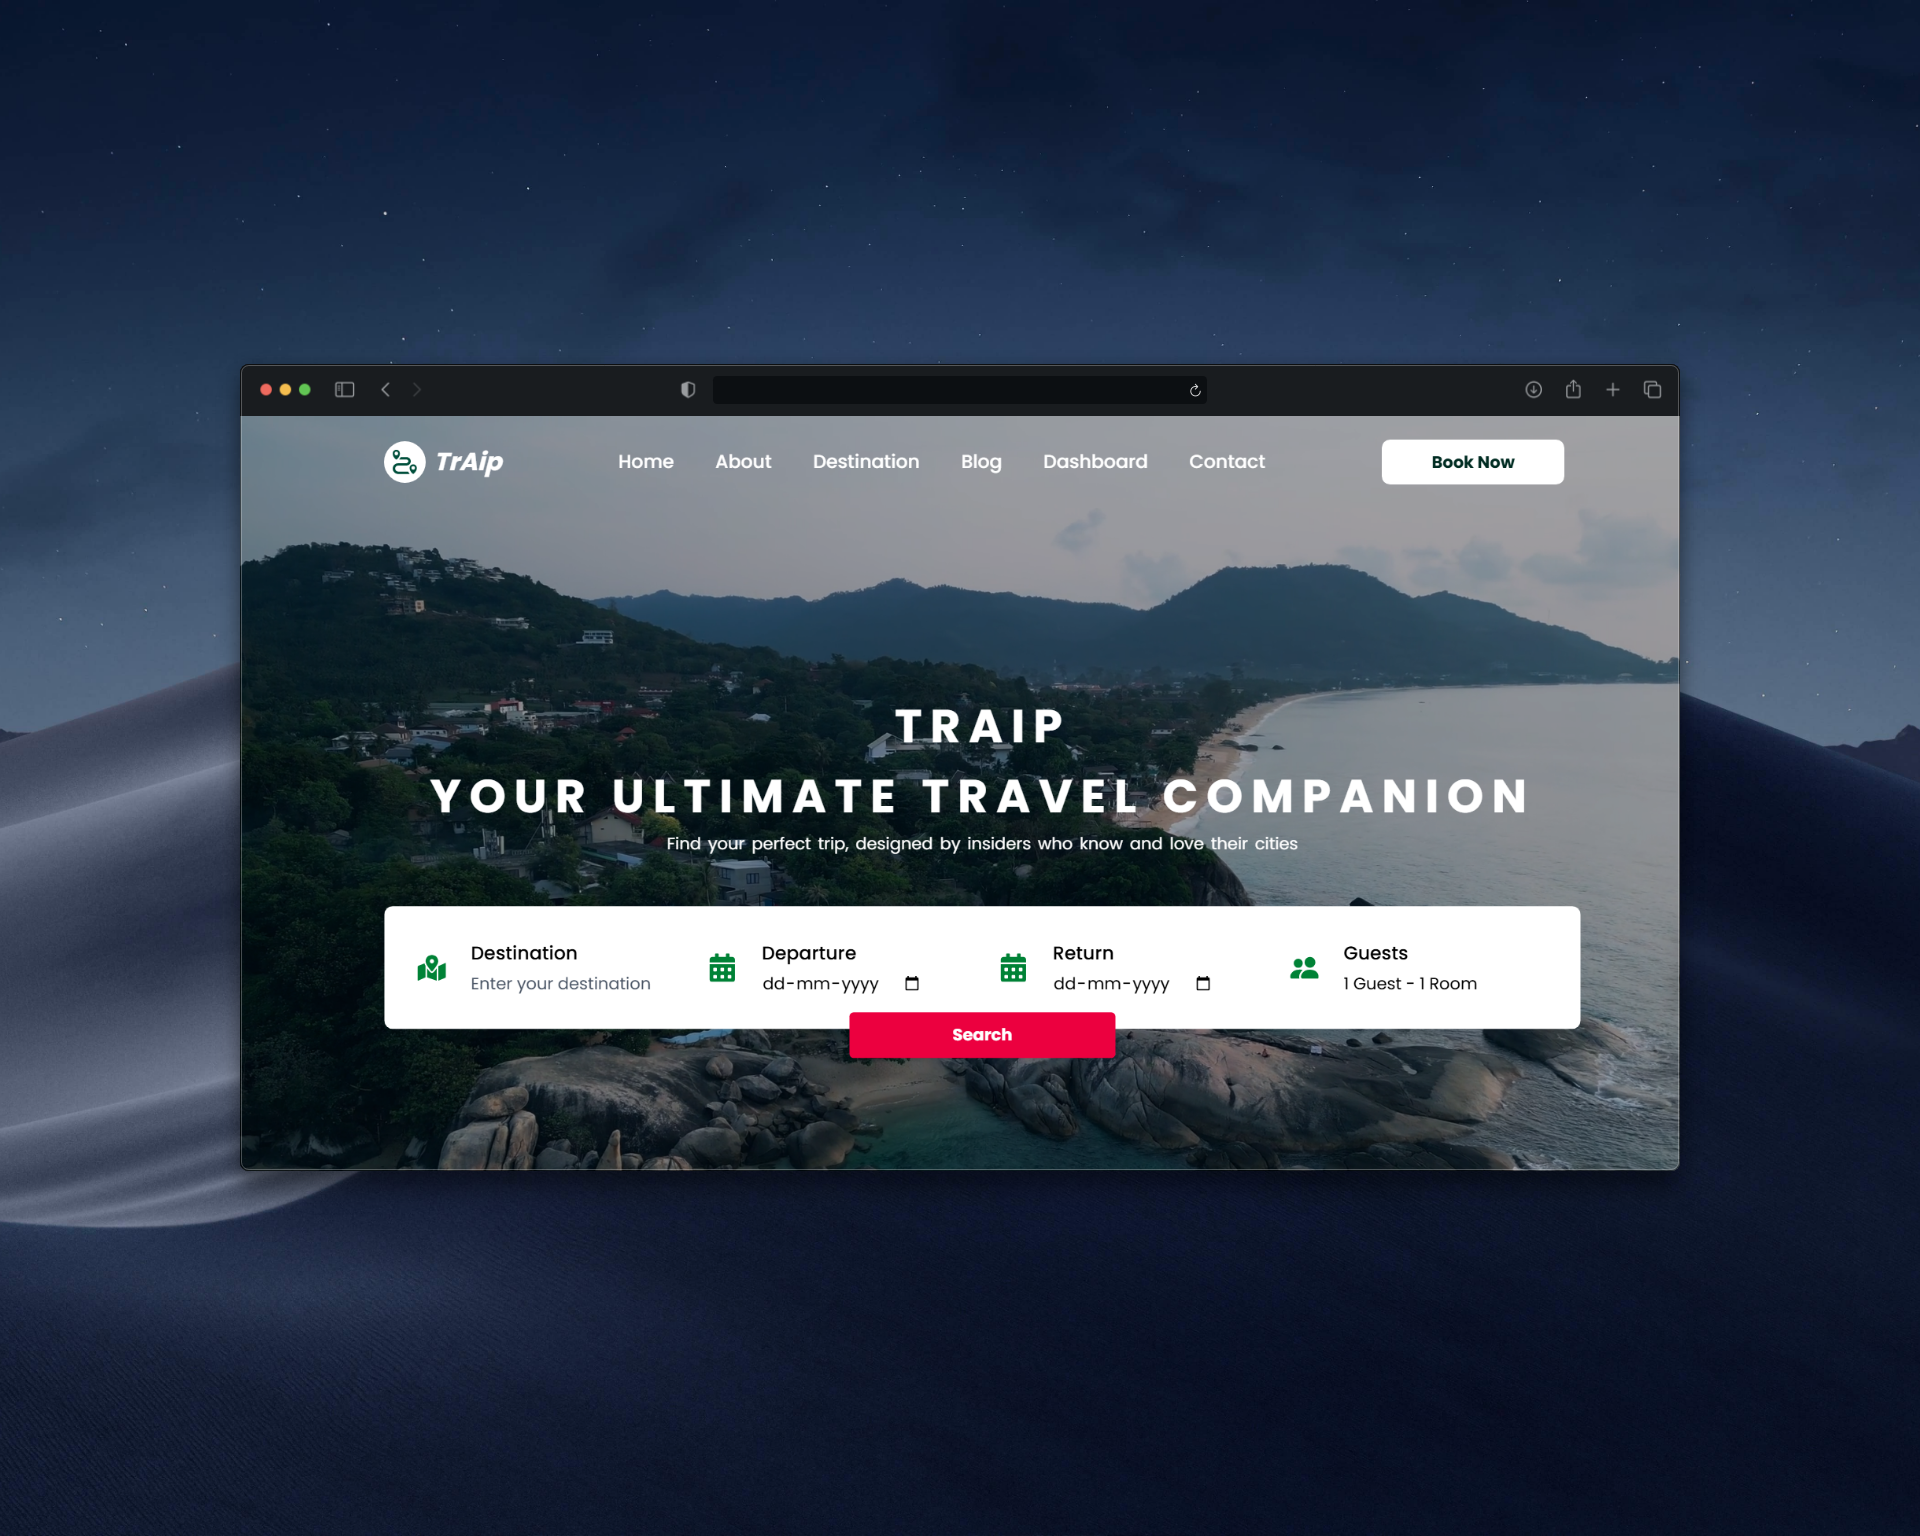 TrAip
Home About Destination Blog Dashboard Contact
Book Now
TRAIP
YOUR ULTIMATE TRAVEL COMPANION
Find your perfect trip, designed by insiders who know and love their cities
Destination Departure Return Guests
Enter your destination dd-mm-yyyy dd-mm-yyyy 1 Guest - 1 Room
Search